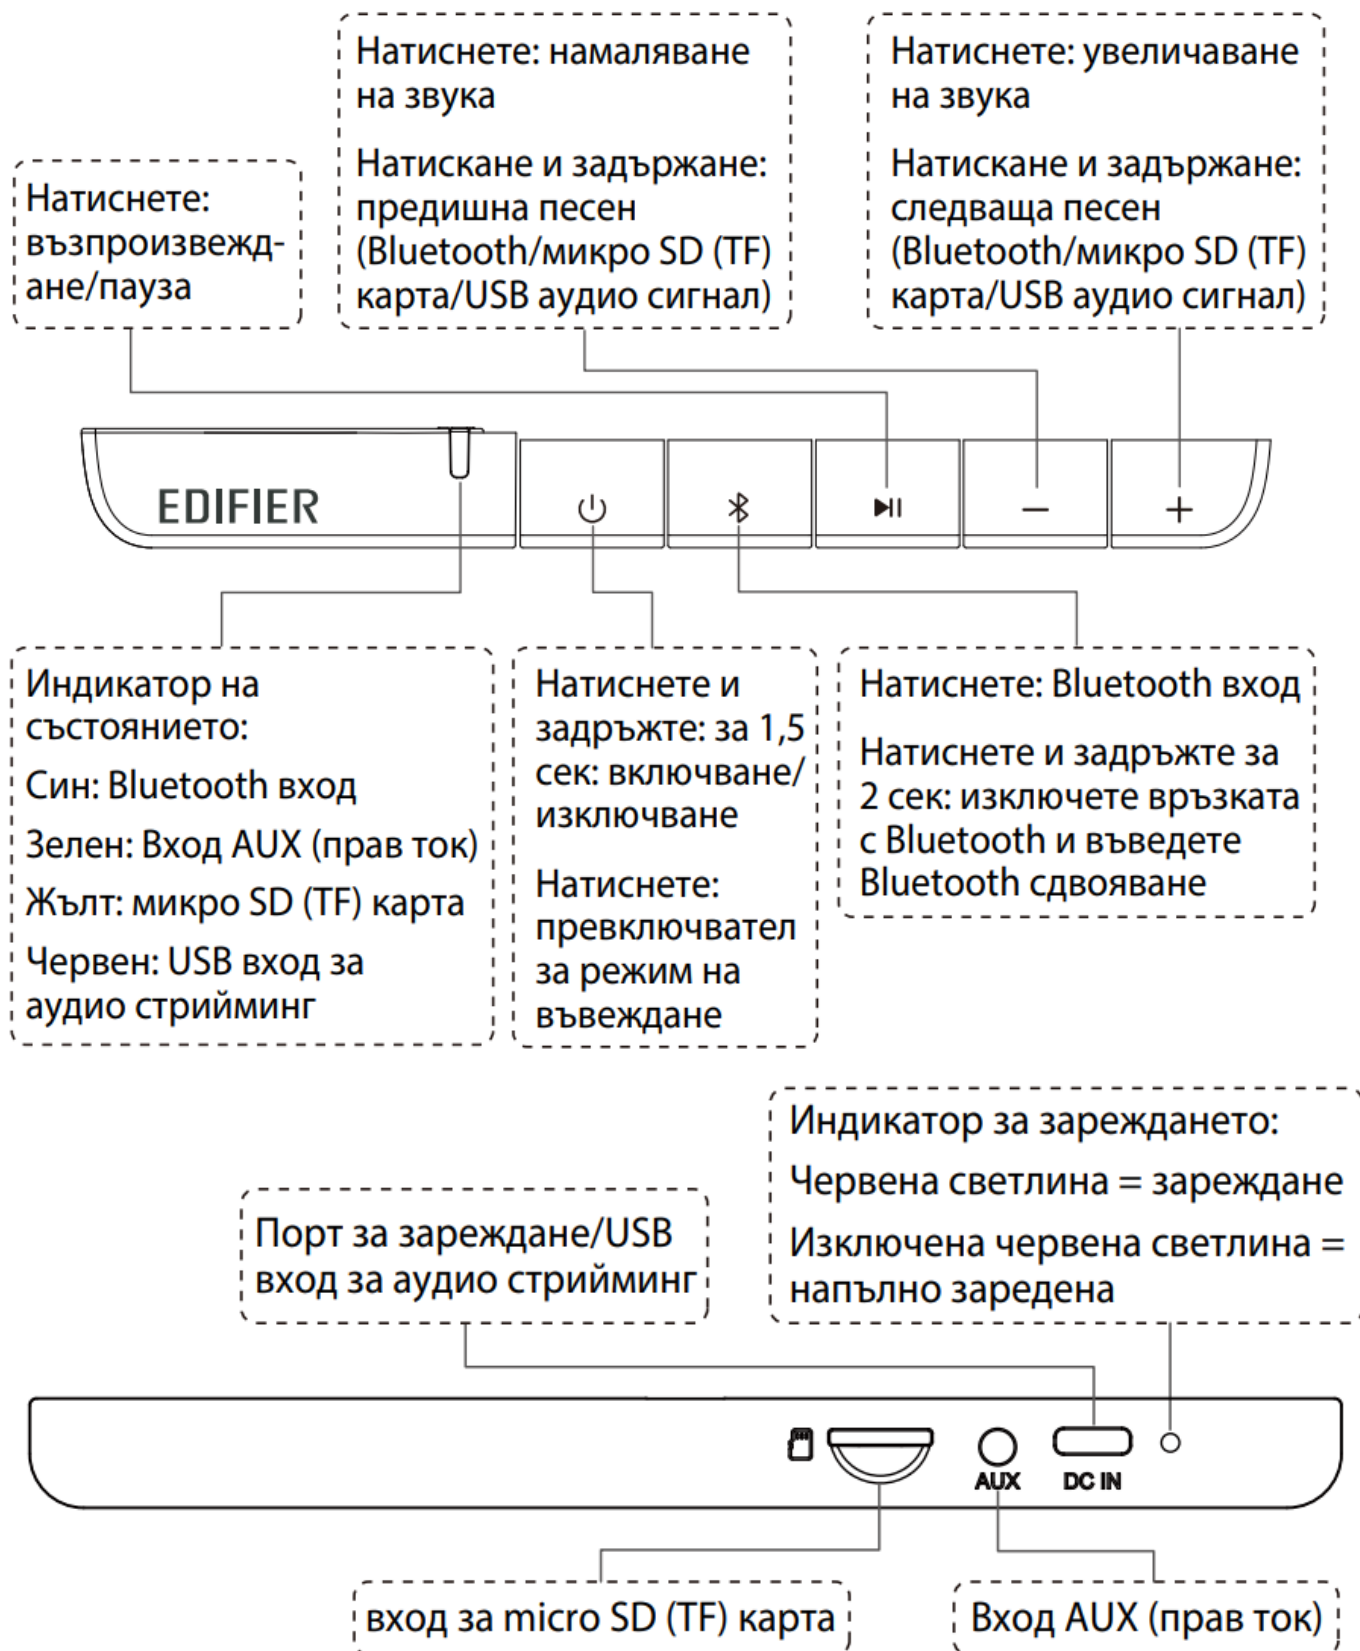 Натиснете: намаляване
на звука
Натискане и задържане:
предишна песен
(Bluetooth/микро SD (TF)
карта/USB аудио сигнал)
Натиснете: увеличаване
на звука
Натискане и задържане:
следваща песен
(Bluetooth/микро SD (TF)
карта/USB аудио сигнал)
Натиснете:
възпроизвежд-
ане/пауза
EDIFIER
Индикатор на
състоянието:
Син: Bluetooth вход
Зелен: Вход AUX (прав ток)
Жълт: микро SD (TF) карта
Червен: USB вход за
аудио стрийминг
Натиснете и
задръжте: за 1,5
сек: включване/
изключване
Натиснете:
превключвател
за режим на
въвеждане
Натиснете: Bluetooth вход
Натиснете и задръжте за
2 сек: изключете връзката
с Bluetooth и въведете
Bluetooth сдвояване
Индикатор за зареждането:
Червена светлина = зареждане
Изключена червена светлина =
напълно заредена
Порт за зареждане/USB
вход за аудио стрийминг
AUX
DC IN
вход за micro SD (TF) карта
Вход AUX (прав ток)